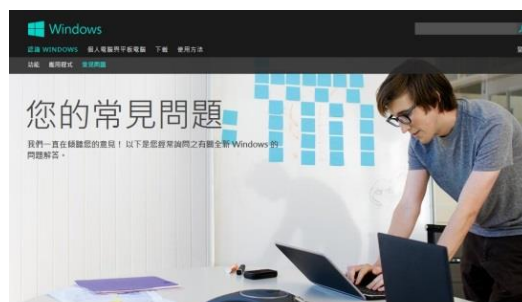 Windows
認識 WINDOWS 個人電腦與平板電腦 下載 使用方法
功能 應用程式 常見問題
您的常見問題
我們一直在傾聽您的意見！以下是您經常詢問之有關全新 Windows 的
問題解答。